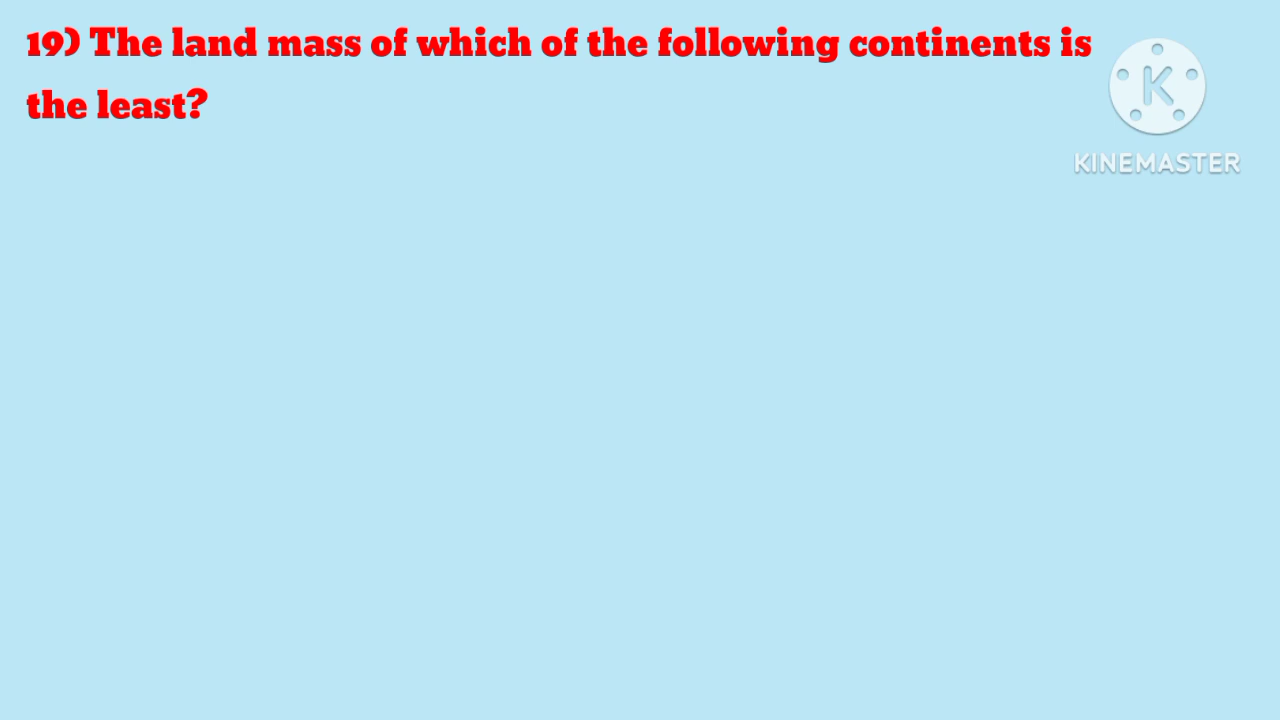 19) The land mass of which of the following continents is
the least?
K
KINEMASTER